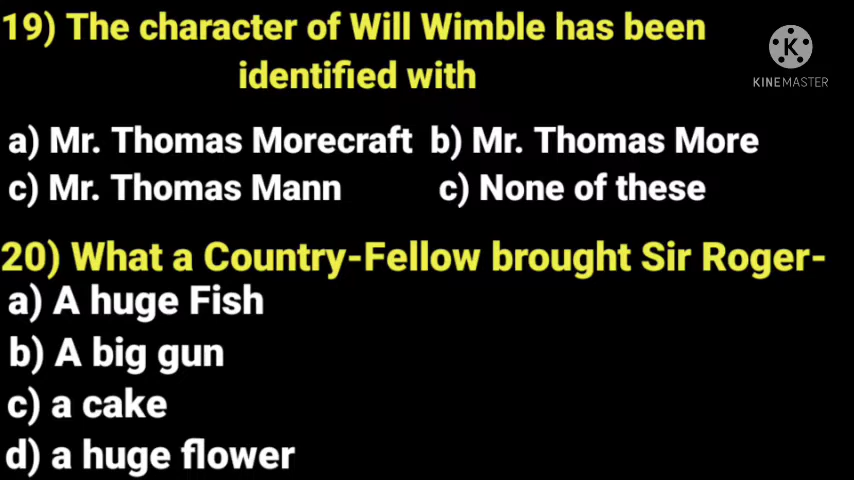 19) The character of Will Wimble has been
identified with
K
KINEMASTER
a) Mr. Thomas Morecraft b) Mr. Thomas More
c) Mr. Thomas Mann c) None of these
20) What a Country-Fellow brought Sir Roger-
a) A huge Fish
b) A big gun
c) a cake
d) a huge flower